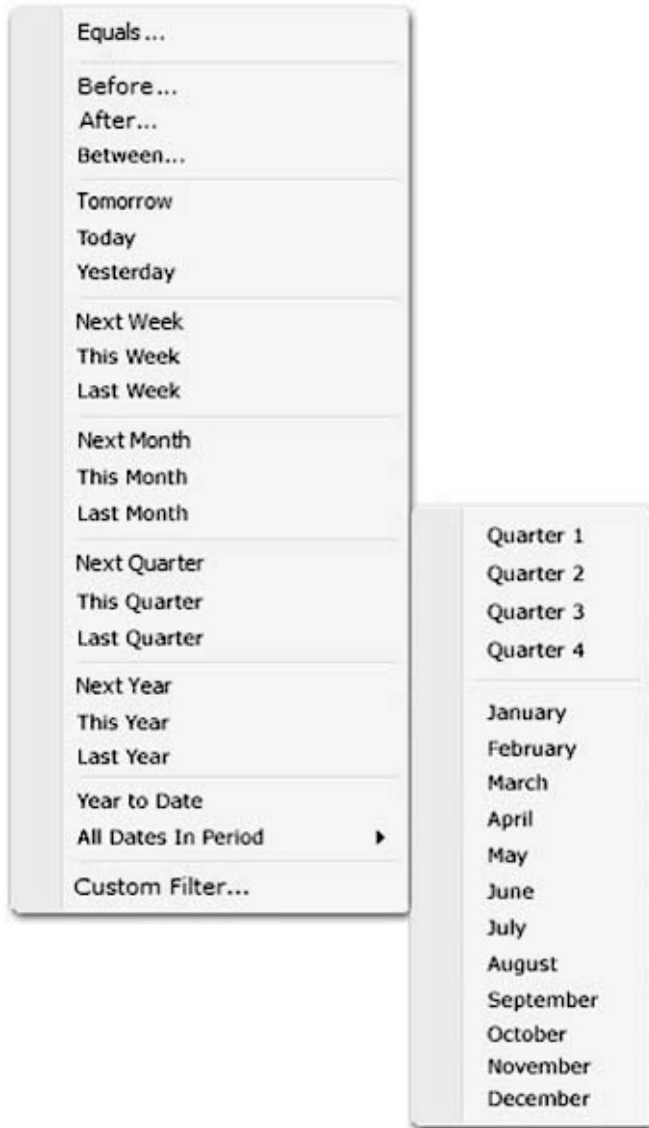 Equals...
Before...
After...
Between...
Tomorrow
Today
Yesterday
Next Week
This Week
Last Week
Next Month
This Month
Last Month
Next Quarter
This Quarter
Last Quarter
Next Year
This Year
Last Year
Year to Date
All Dates In Period
Custom Filter...
Quarter 1
Quarter 2
Quarter 3
Quarter 4
January
February
March
April
May
June
July
August
September
October
November
December